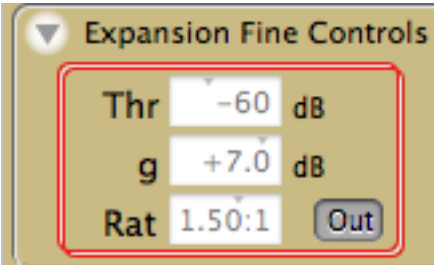 Expansion Fine Controls
Thr -60 dB
g +7.0 dB
Rat 1.50:1 Out